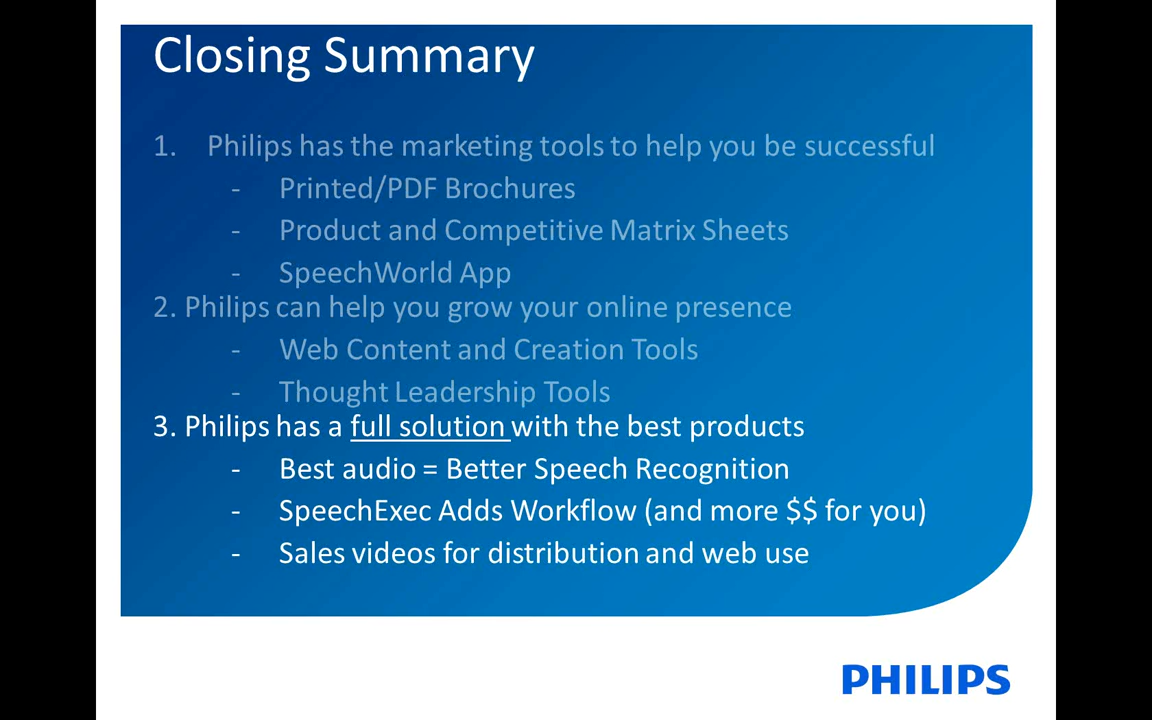 Closing Summary
1. Philips has the marketing tools to help you be successful
- Printed/PDF Brochures
- Product and Competitive Matrix Sheets
- SpeechWorld App
2. Philips can help you grow your online presence
- Web Content and Creation Tools
- Thought Leadership Tools
3. Philips has a full solution with the best products
- Best audio = Better Speech Recognition
- SpeechExec Adds Workflow (and more $$ for you)
- Sales videos for distribution and web use
PHILIPS